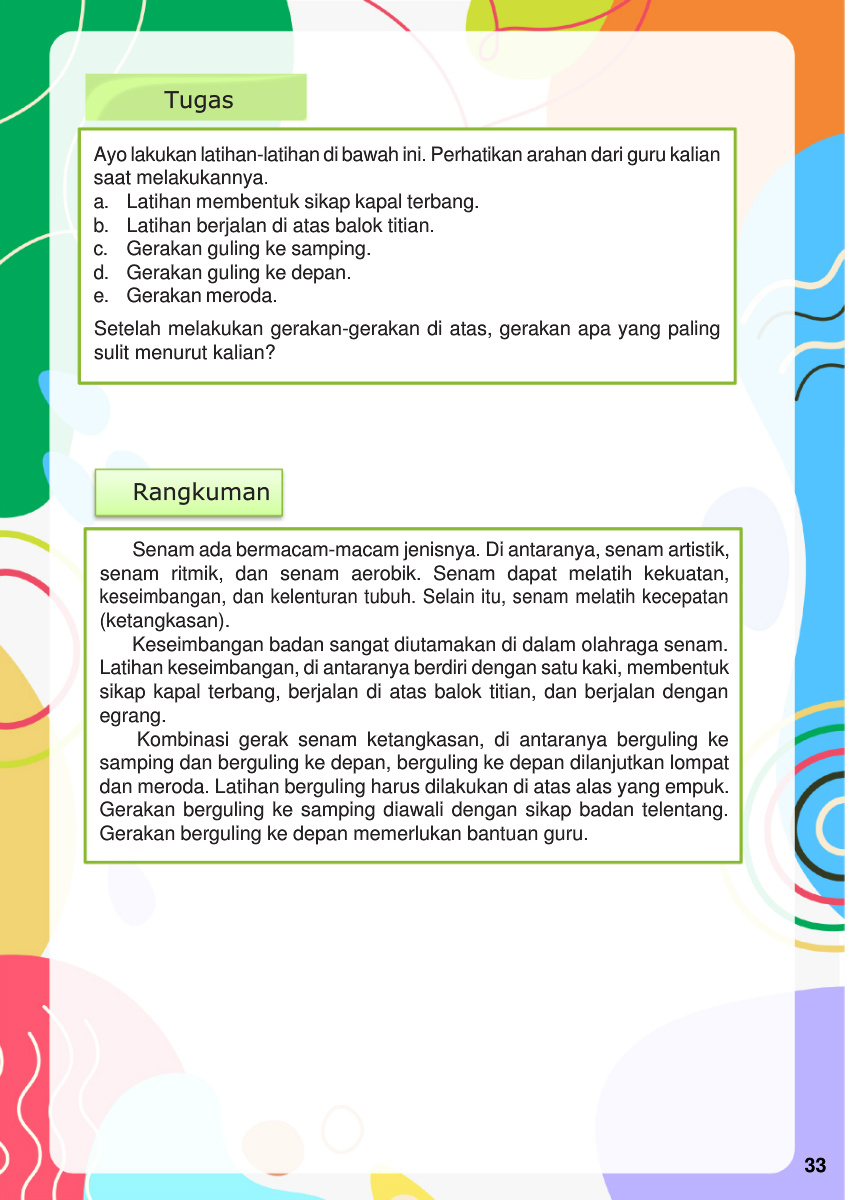 Tugas
Ayo lakukan latihan-latihan di bawah ini. Perhatikan arahan dari guru kalian
saat melakukannya.
a. Latihan membentuk sikap kapal terbang.
b. Latihan berjalan di atas balok titian.
c. Gerakan guling ke samping.
d. Gerakan guling ke depan.
e. Gerakan meroda.
Setelah melakukan gerakan-gerakan di atas, gerakan apa yang paling
sulit menurut kalian?
Rangkuman
Senam ada bermacam-macam jenisnya. Di antaranya, senam artistik,
senam ritmik, dan senam aerobik. Senam dapat melatih kekuatan,
keseimbangan, dan kelenturan tubuh. Selain itu, senam melatih kecepatan
(ketangkasan).
Keseimbangan badan sangat diutamakan di dalam olahraga senam.
Latihan keseimbangan, di antaranya berdiri dengan satu kaki, membentuk
sikap kapal terbang, berjalan di atas balok titian, dan berjalan dengan
egrang.
Kombinasi gerak senam ketangkasan, di antaranya berguling ke
samping dan berguling ke depan, berguling ke depan dilanjutkan lompat
dan meroda. Latihan berguling harus dilakukan di atas alas yang empuk.
Gerakan berguling ke samping diawali dengan sikap badan telentang.
Gerakan berguling ke depan memerlukan bantuan guru.
33